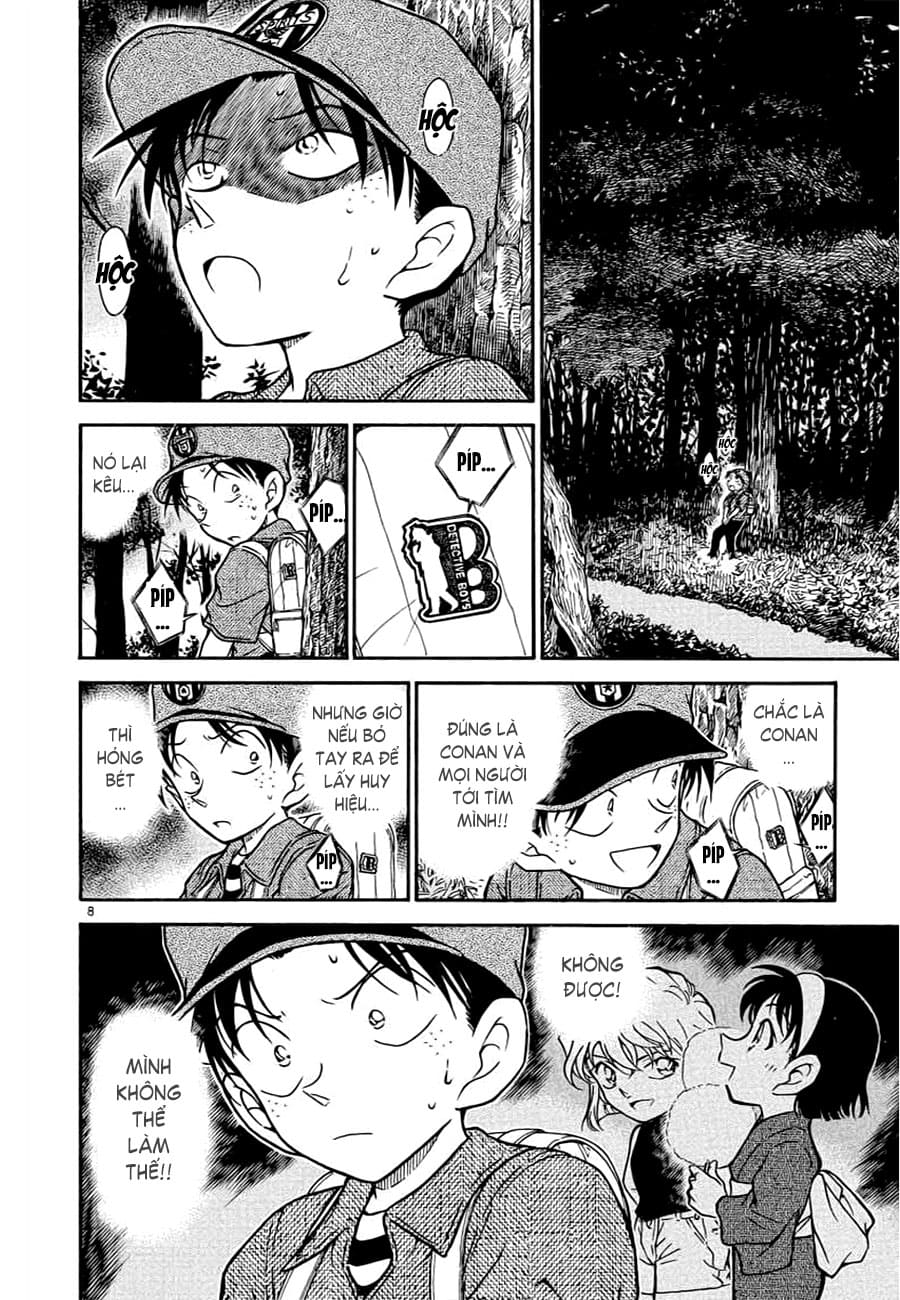 HỘC
HỘC
HỘC
HỘC
PÍP...
PÍP...
NÓ LẠI
KÊU...
PÍP
...
DETECTIVE BOYS
B
CHẮC LÀ
CONAN
...
PÍP
...
ĐÚNG LÀ
CONAN VÀ
MỌI NGƯỜI
TỚI TÌM
MÌNH!!
PÍP
...
NHƯNG GIỜ
NẾU BỎ
TAY RA ĐỂ
LẤY HUY
HIỆU...
PÍP
...
THÌ
HỎNG
BÉT
...
8
KHÔNG
ĐƯỢC!
MÌNH
KHÔNG
THỂ
LÀM
THẾ!!